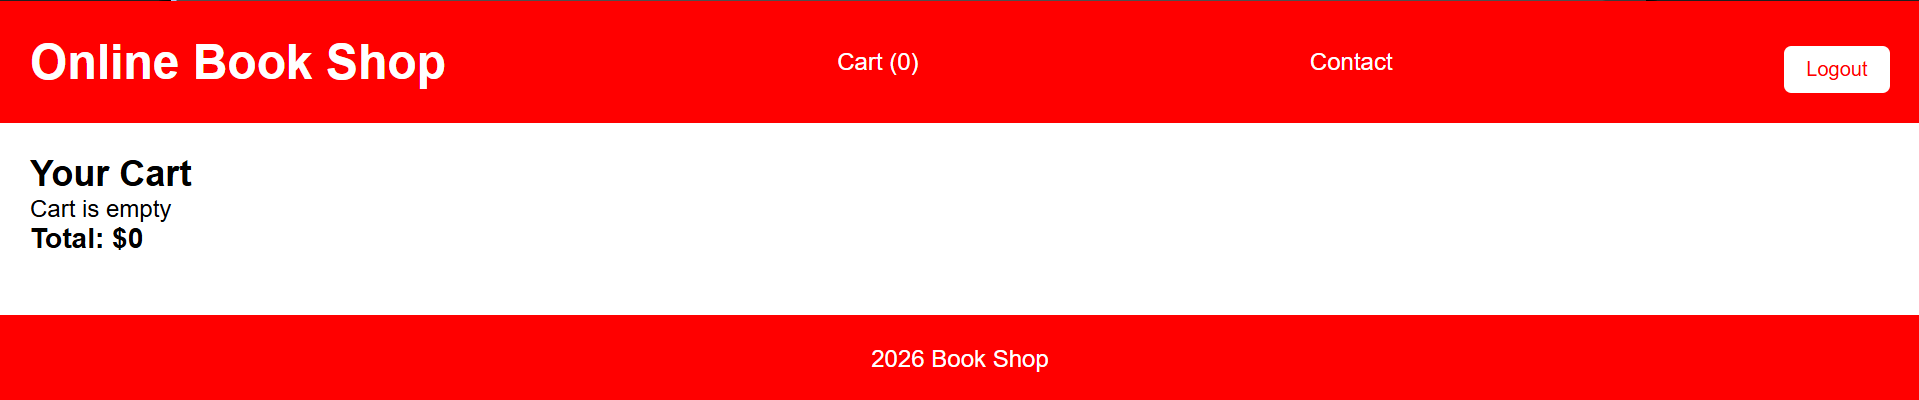 Online Book Shop Cart (0) Contact Logout
Your Cart
Cart is empty
Total: $0
2026 Book Shop